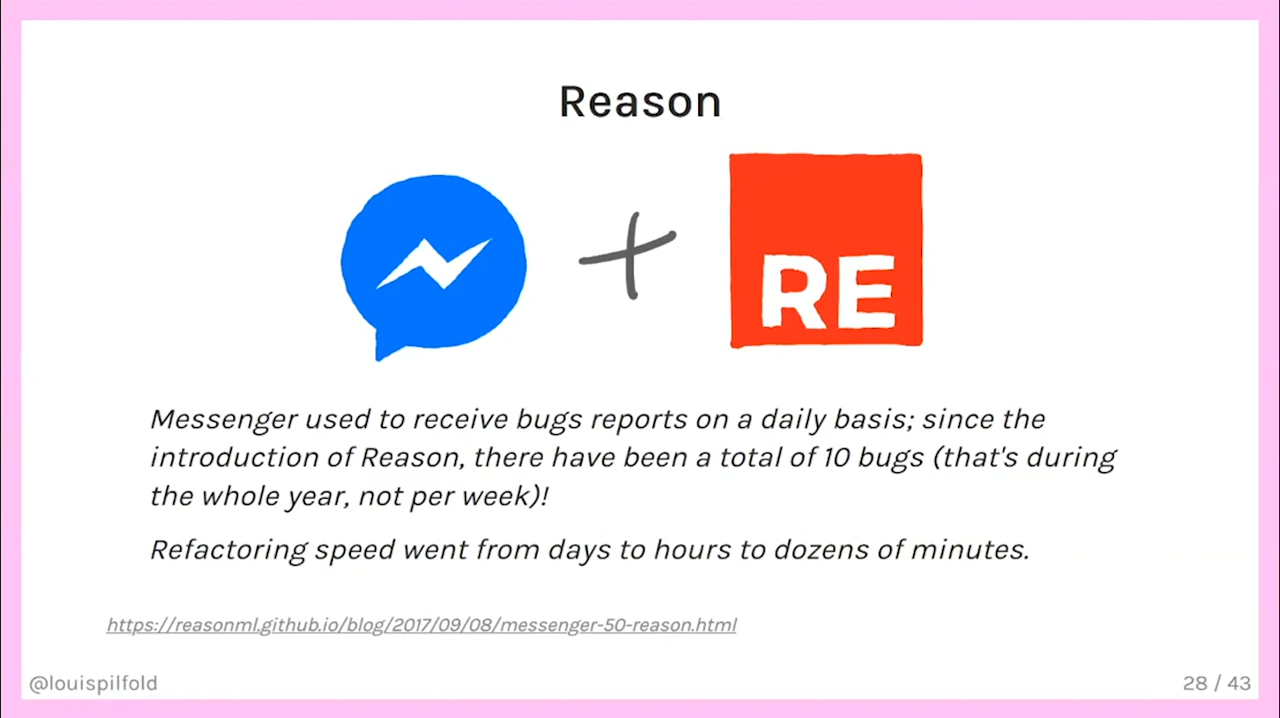 Reason
RE
Messenger used to receive bugs reports on a daily basis; since the
introduction of Reason, there have been a total of 10 bugs (that's during
the whole year, not per week)!
Refactoring speed went from days to hours to dozens of minutes.
https://reasonml.github.io/blog/2017/09/08/messenger-50-reason.html
@louispilfold
28 / 43